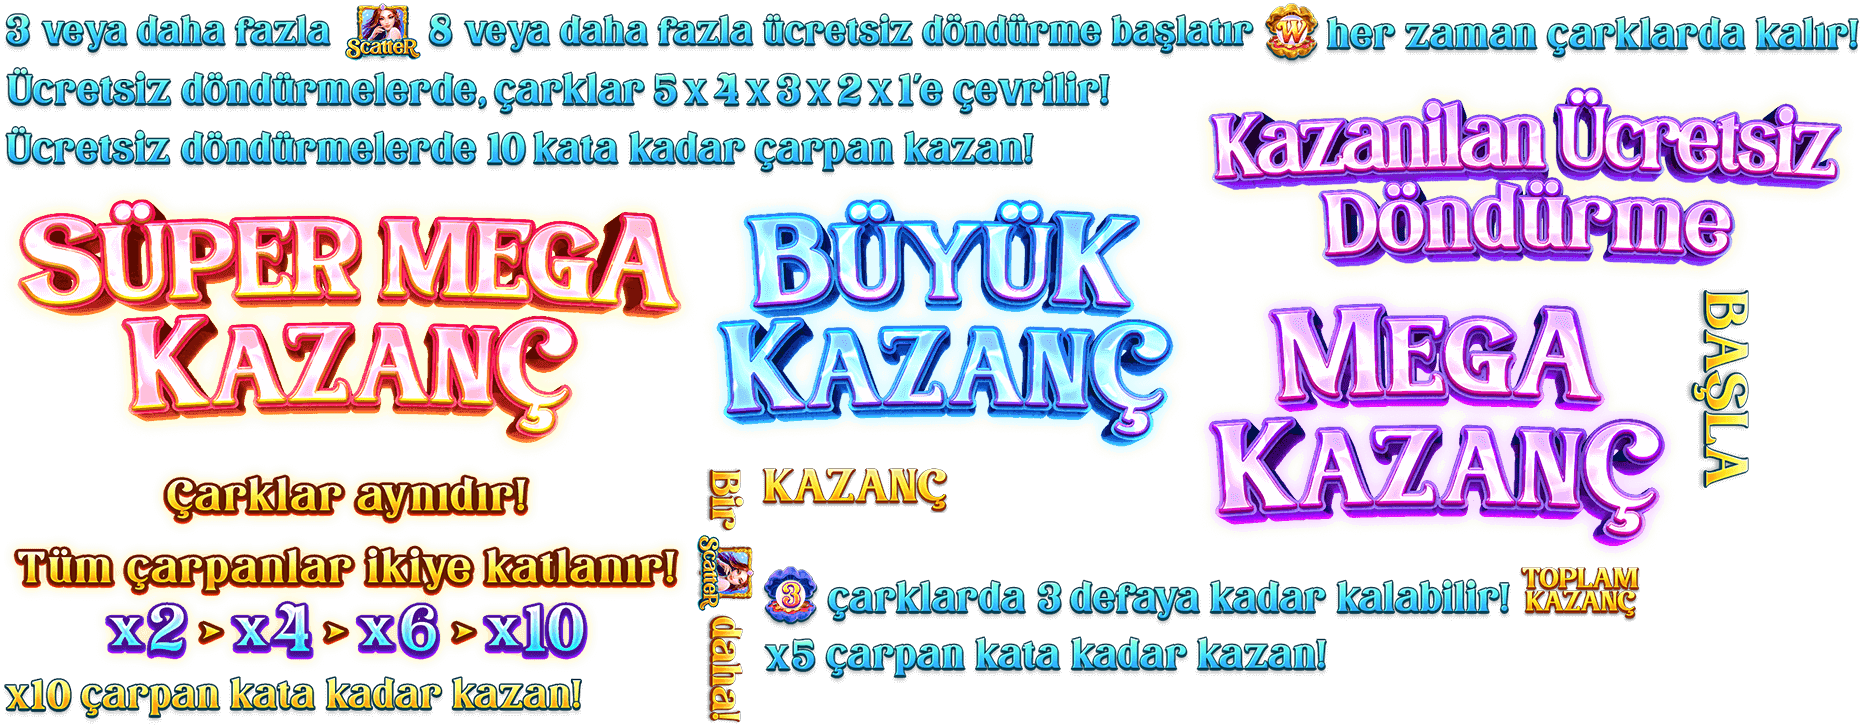 3 veya daha fazla ScatteR 8 veya daha fazla ücretsiz döndürme başlatır W her zaman çarklarda kalır!
Ücretsiz döndürmelerde, çarklar 5 x 4 x 3 x 2 x 1'e çevrilir!
Ücretsiz döndürmelerde 10 kata kadar çarpan kazan!
Kazanilan Ücretsiz
Döndürme
SÜPER MEGA
KAZANÇ
BÜYÜK
KAZANÇ
MEGA
KAZANÇ
BAŞLA
Çarklar aynıdır!
Tüm çarpanlar ikiye katlanır!
x2 > x4 > x6 > x10
x10 çarpan kata kadar kazan!
Bir ScatteR daha!
KAZANÇ
3 çarklarda 3 defaya kadar kalabilir!
x5 çarpan kata kadar kazan!
TOPLAM
KAZANÇ